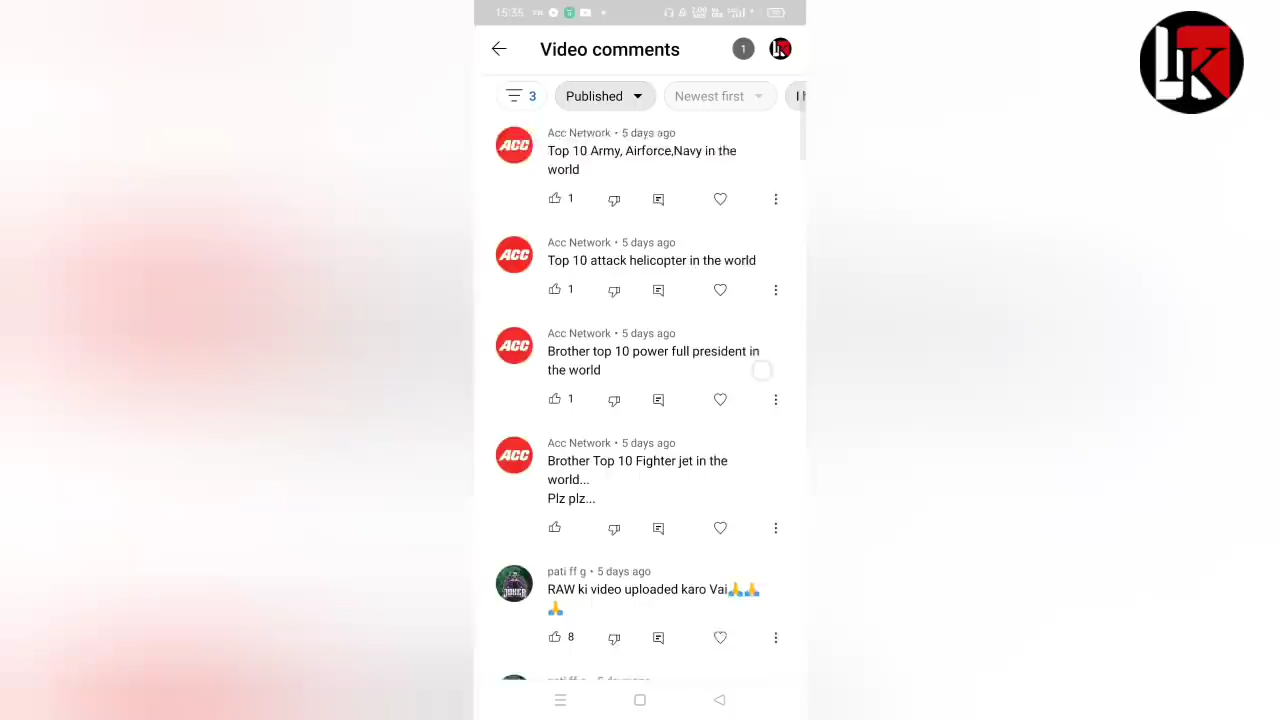 15:35
Video comments
1
3
Published
Newest first
Acc Network • 5 days ago
Top 10 Army, Airforce,Navy in the
world
1
ACC
Acc Network • 5 days ago
Top 10 attack helicopter in the world
1
ACC
Acc Network • 5 days ago
Brother top 10 power full president in
the world
1
ACC
Acc Network • 5 days ago
Brother Top 10 Fighter jet in the
world...
Plz plz...
ACC
pati ff g • 5 days ago
RAW ki video uploaded karo Vai🙏🙏
🙏
8
JOKER
K